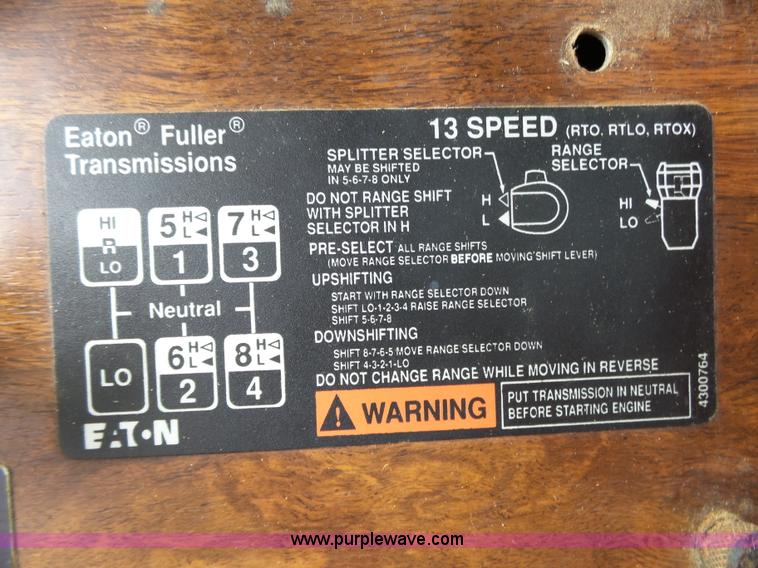 Eaton® Fuller®
Transmissions
13 SPEED (RTO, RTLO, RTOX)
SPLITTER SELECTOR
MAY BE SHIFTED
IN 5-6-7-8 ONLY
RANGE
SELECTOR
DO NOT RANGE SHIFT
WITH SPLITTER
SELECTOR IN H
H
L
HI
LO
PRE-SELECT ALL RANGE SHIFTS
(MOVE RANGE SELECTOR BEFORE MOVING SHIFT LEVER)
UPSHIFTING
START WITH RANGE SELECTOR DOWN
SHIFT LO-1-2-3-4 RAISE RANGE SELECTOR
SHIFT 5-6-7-8
DOWNSHIFTING
SHIFT 8-7-6-5 MOVE RANGE SELECTOR DOWN
SHIFT 4-3-2-1-LO
DO NOT CHANGE RANGE WHILE MOVING IN REVERSE
WARNING
PUT TRANSMISSION IN NEUTRAL
BEFORE STARTING ENGINE
4300764
HI
R
LO
5 H
L
1
7 H
L
3
Neutral
LO
6 H
L
2
8 H
L
4
EATON
www.purplewave.com